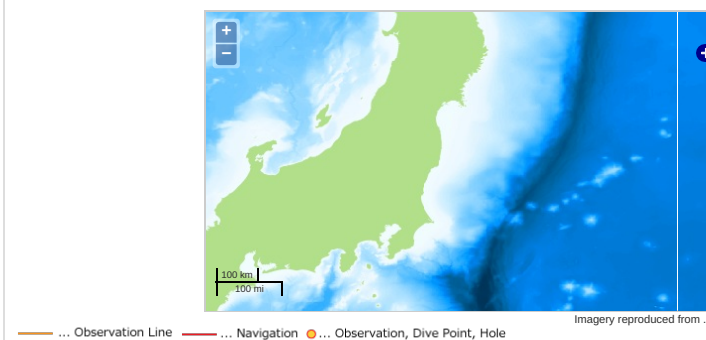 +
−
100 km
100 mi
Imagery reproduced from .
... Observation Line ... Navigation ... Observation, Dive Point, Hole